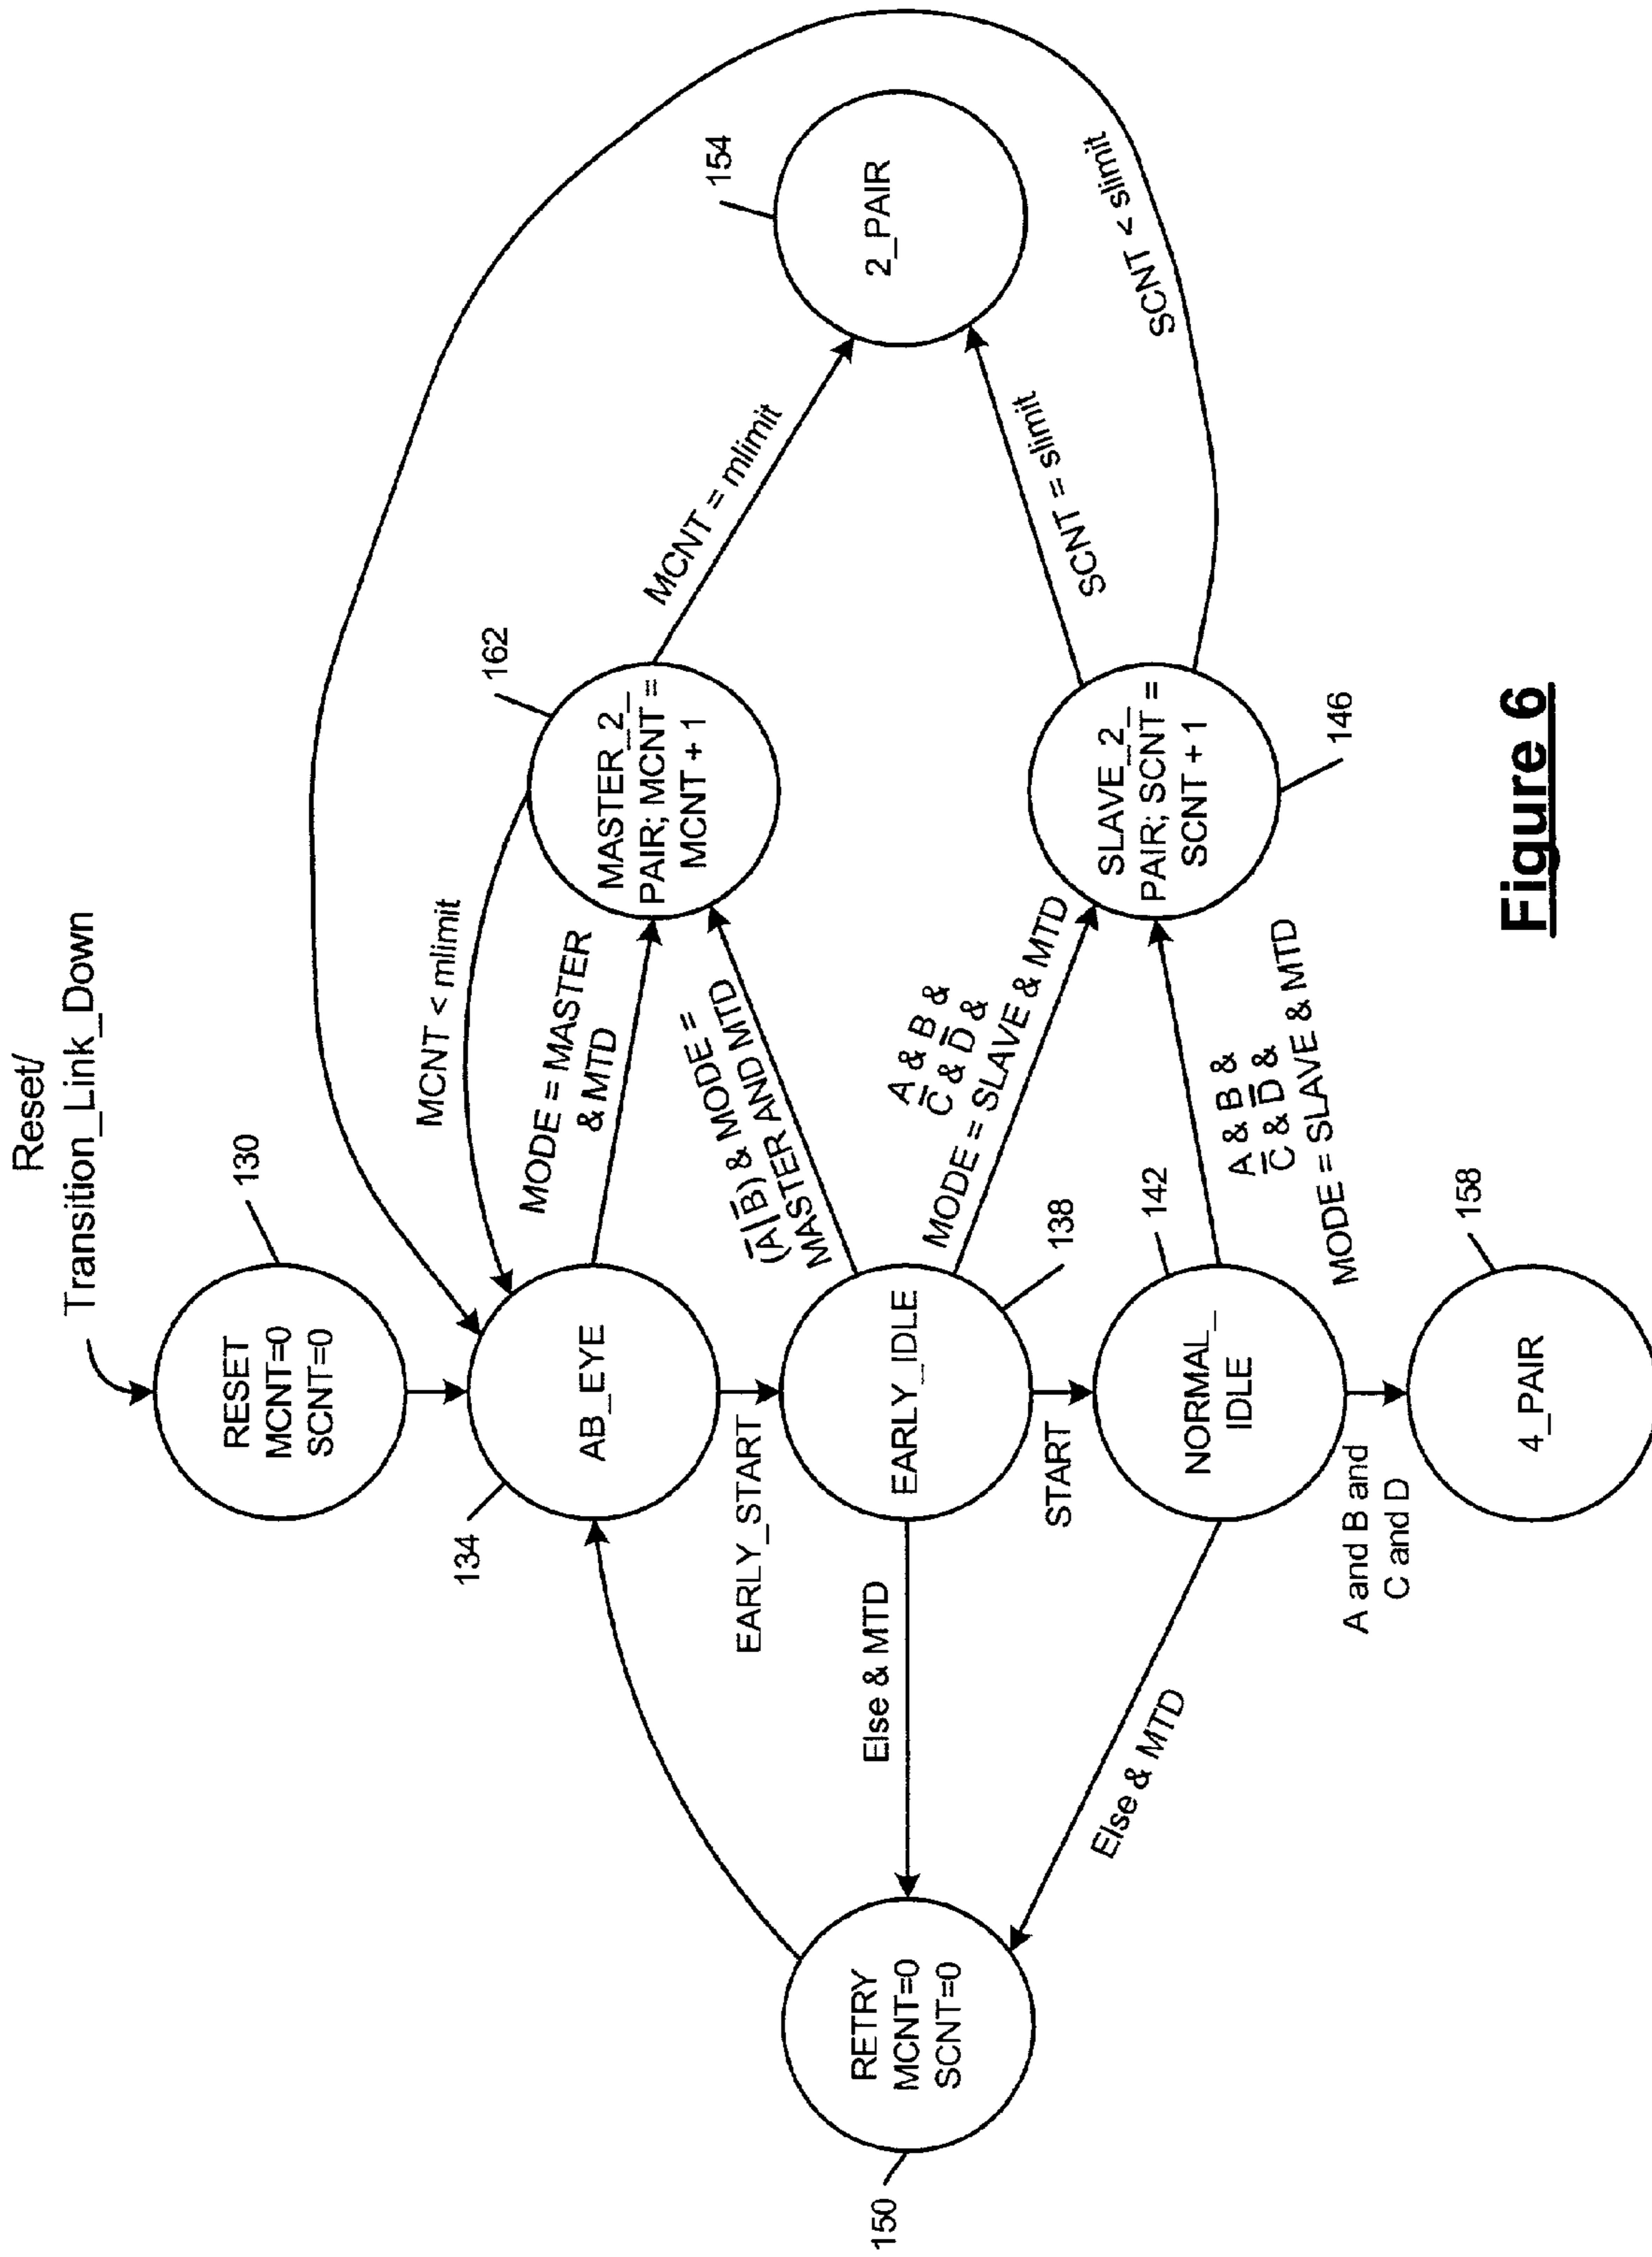 Reset/
Transition_Link_Down
130
RESET
MCNT=0
SCNT=0
134
AB_EYE
MCNT < mlimit
MODE = MASTER
& MTD
162
MASTER_2_
PAIR; MCNT =
MCNT + 1
MCNT = mlimit
154
2_PAIR
EARLY_START
138
EARLY_IDLE
(A̅|B̅) & MODE =
MASTER AND MTD
A & B &
C̅ & D̅ &
MODE = SLAVE & MTD
SLAVE_2_
PAIR; SCNT =
SCNT + 1
146
SCNT = slimit
SCNT < slimit
Else & MTD
150
RETRY
MCNT=0
SCNT=0
START
142
NORMAL_
IDLE
A & B &
C̅ & D̅ &
MODE = SLAVE & MTD
Else & MTD
A and B and
C and D
158
4_PAIR
Figure 6